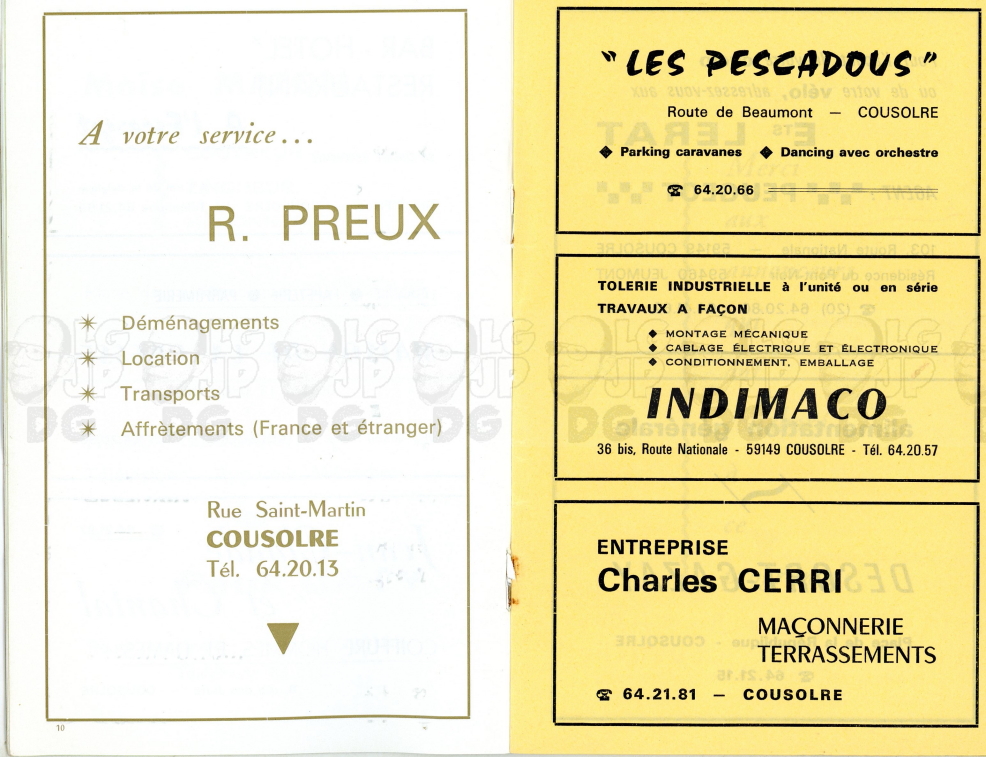 A votre service...
R. PREUX
Déménagements
Location
Transports
Affrètements (France et étranger)
Rue Saint-Martin
COUSOLRE
Tél. 64.20.13
10
"LES PESCADOUS"
Route de Beaumont — COUSOLRE
Parking caravanes Dancing avec orchestre
64.20.66
TOLERIE INDUSTRIELLE à l'unité ou en série
TRAVAUX A FAÇON
MONTAGE MÉCANIQUE
CABLAGE ÉLECTRIQUE ET ÉLECTRONIQUE
CONDITIONNEMENT, EMBALLAGE
INDIMACO
36 bis, Route Nationale - 59149 COUSOLRE - Tél. 64.20.57
ENTREPRISE
Charles CERRI
MAÇONNERIE
TERRASSEMENTS
64.21.81 — COUSOLRE
LG JP DG